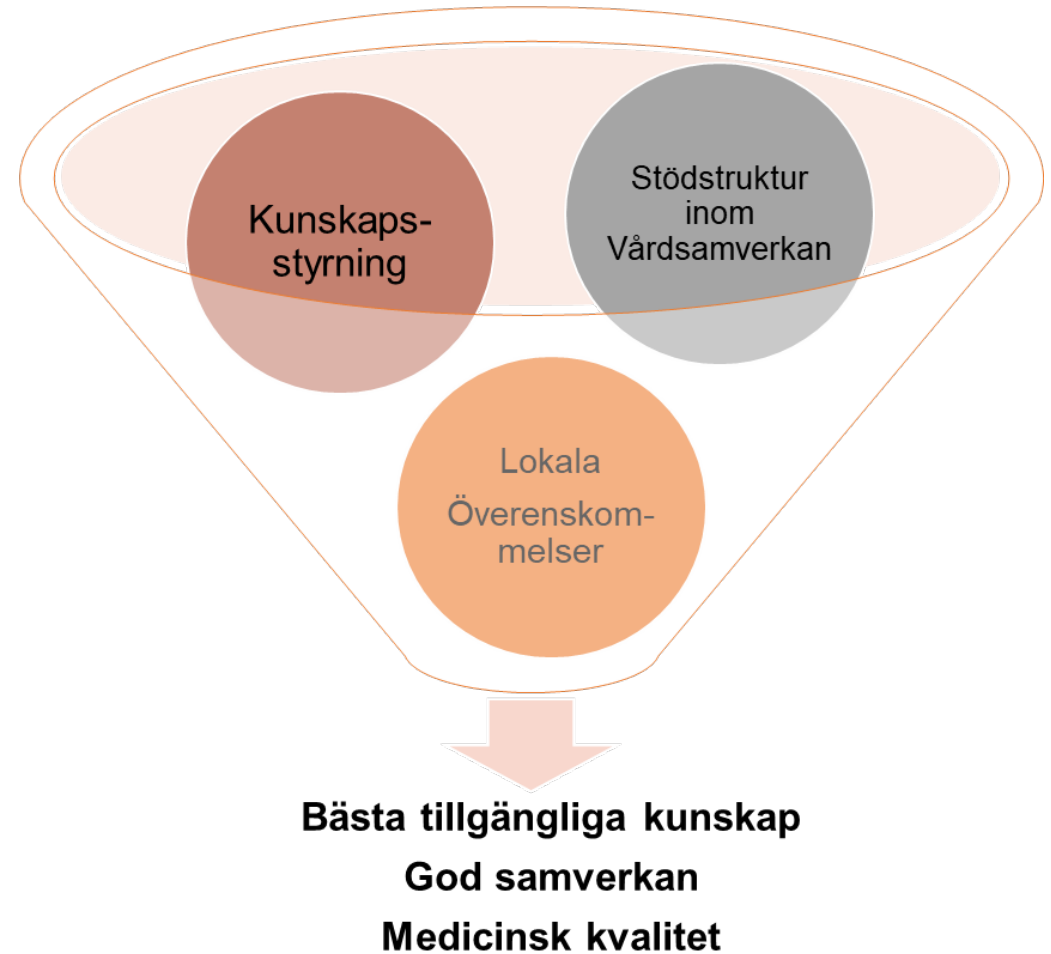 Kunskaps-
styrning
Stödstruktur
inom
Vårdsamverkan
Lokala
Överenskom-
melser
Bästa tillgängliga kunskap
God samverkan
Medicinsk kvalitet